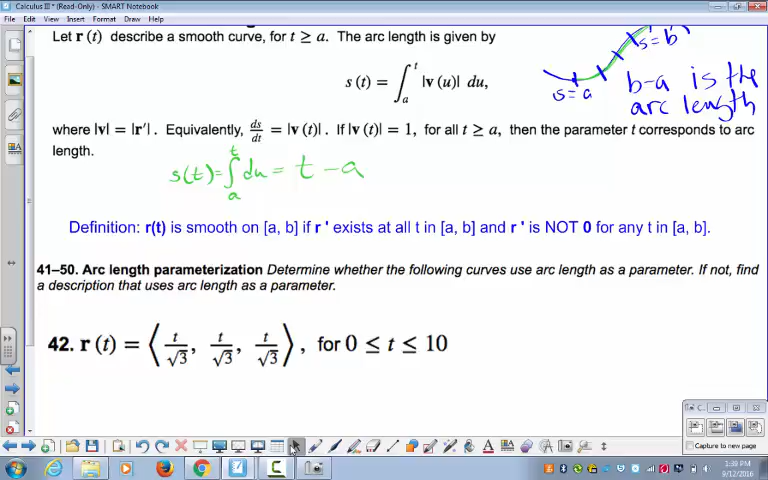 Calculus III * (Read-Only) - SMART Notebook
File Edit View Insert Format Draw Help
Let r (t) describe a smooth curve, for t ≥ a. The arc length is given by
s (t) = ∫ₐᵗ |v (u)| du,
s = a
s = b
b-a is the
arc length
where |v| = |r′|. Equivalently, ds/dt = |v (t)|. If |v (t)| = 1, for all t ≥ a, then the parameter t corresponds to arc
length.
s(t) = ∫ₐᵗ du = t - a
Definition: r(t) is smooth on [a, b] if r ' exists at all t in [a, b] and r ' is NOT 0 for any t in [a, b].
41–50. Arc length parameterization Determine whether the following curves use arc length as a parameter. If not, find
a description that uses arc length as a parameter.
42. r (t) = ⟨ t/√3, t/√3, t/√3 ⟩, for 0 ≤ t ≤ 10
Capture to new page
1:39 PM
9/12/2016